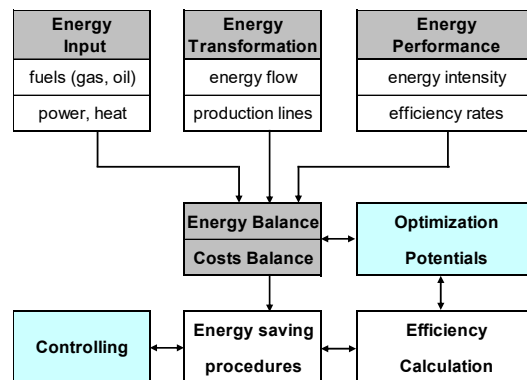 Energy
Input
fuels (gas, oil)
power, heat
Energy
Transformation
energy flow
production lines
Energy
Performance
energy intensity
efficiency rates
Energy Balance
Costs Balance
Optimization
Potentials
Controlling
Energy saving
procedures
Efficiency
Calculation